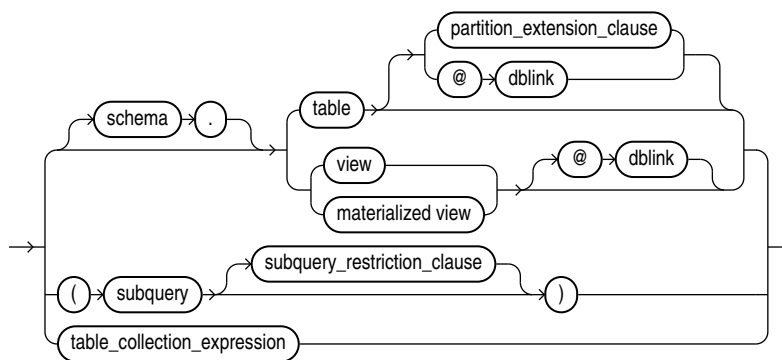 partition_extension_clause
@ dblink
schema . table
view @ dblink
materialized view
( subquery subquery_restriction_clause )
table_collection_expression